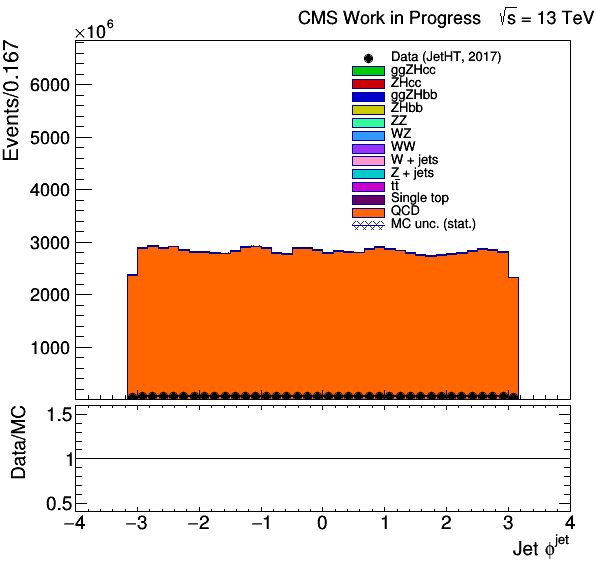 CMS Work in Progress √s = 13 TeV
×10⁶
Events/0.167
6000
5000
4000
3000
2000
1000
Data (JetHT, 2017)
ggZHcc
ZHcc
ggZHbb
ZHbb
ZZ
WZ
WW
W + jets
Z + jets
tt̄
Single top
QCD
MC unc. (stat.)
Data/MC
1.5
1
0.5
−4 −3 −2 −1 0 1 2 3 4
Jet ϕ^jet